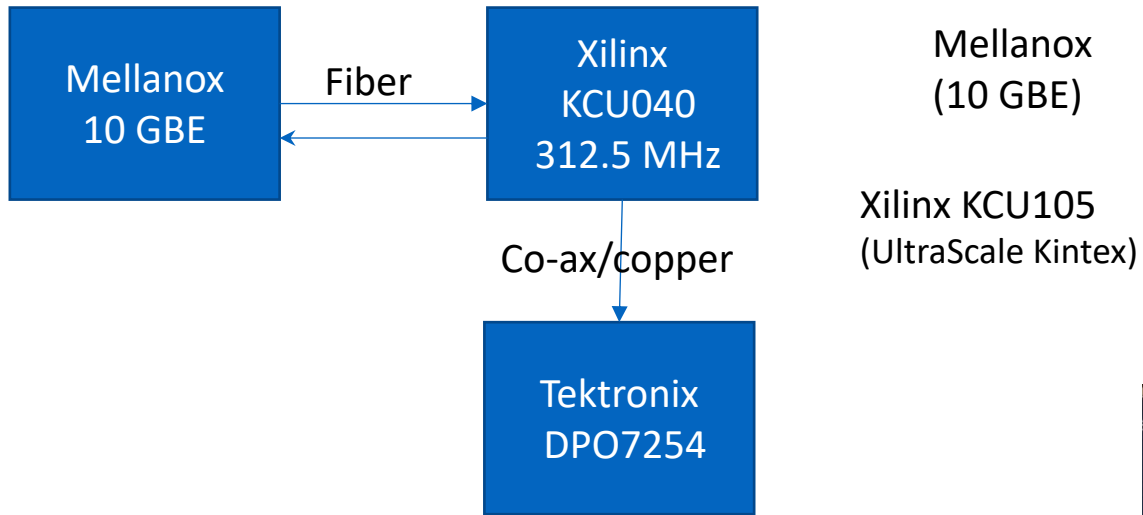 Mellanox
10 GBE
Fiber
Xilinx
KCU040
312.5 MHz
Co-ax/copper
Tektronix
DPO7254
Mellanox
(10 GBE)
Xilinx KCU105
(UltraScale Kintex)